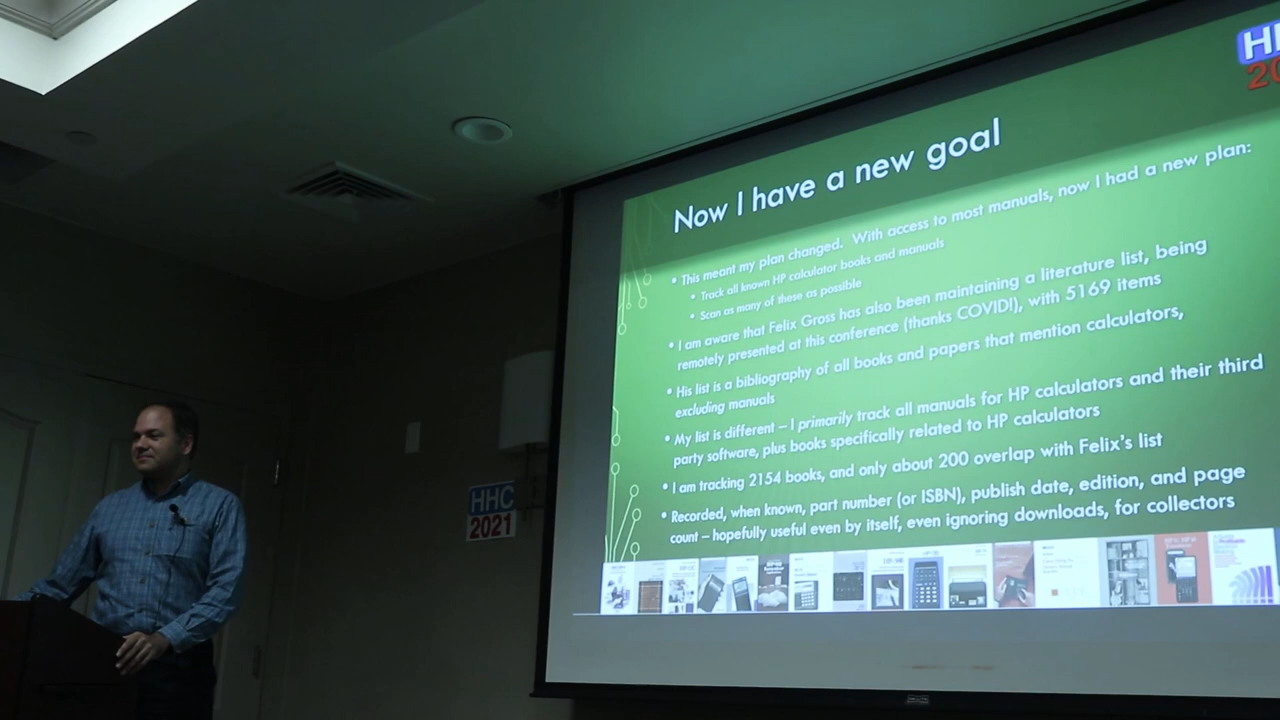 Now I have a new goal
• This meant my plan changed. With access to most manuals, now I had a new plan:
• Track all known HP calculator books and manuals
• Scan as many of these as possible
• I am aware that Felix Gross has also been maintaining a literature list, being
remotely presented at this conference (thanks COVID!), with 5169 items
• His list is a bibliography of all books and papers that mention calculators,
excluding manuals
• My list is different – I primarily track all manuals for HP calculators and their third
party software, plus books specifically related to HP calculators
• I am tracking 2154 books, and only about 200 overlap with Felix's list
• Recorded, when known, part number (or ISBN), publish date, edition, and page
count – hopefully useful even by itself, even ignoring downloads, for collectors
HHC
2021